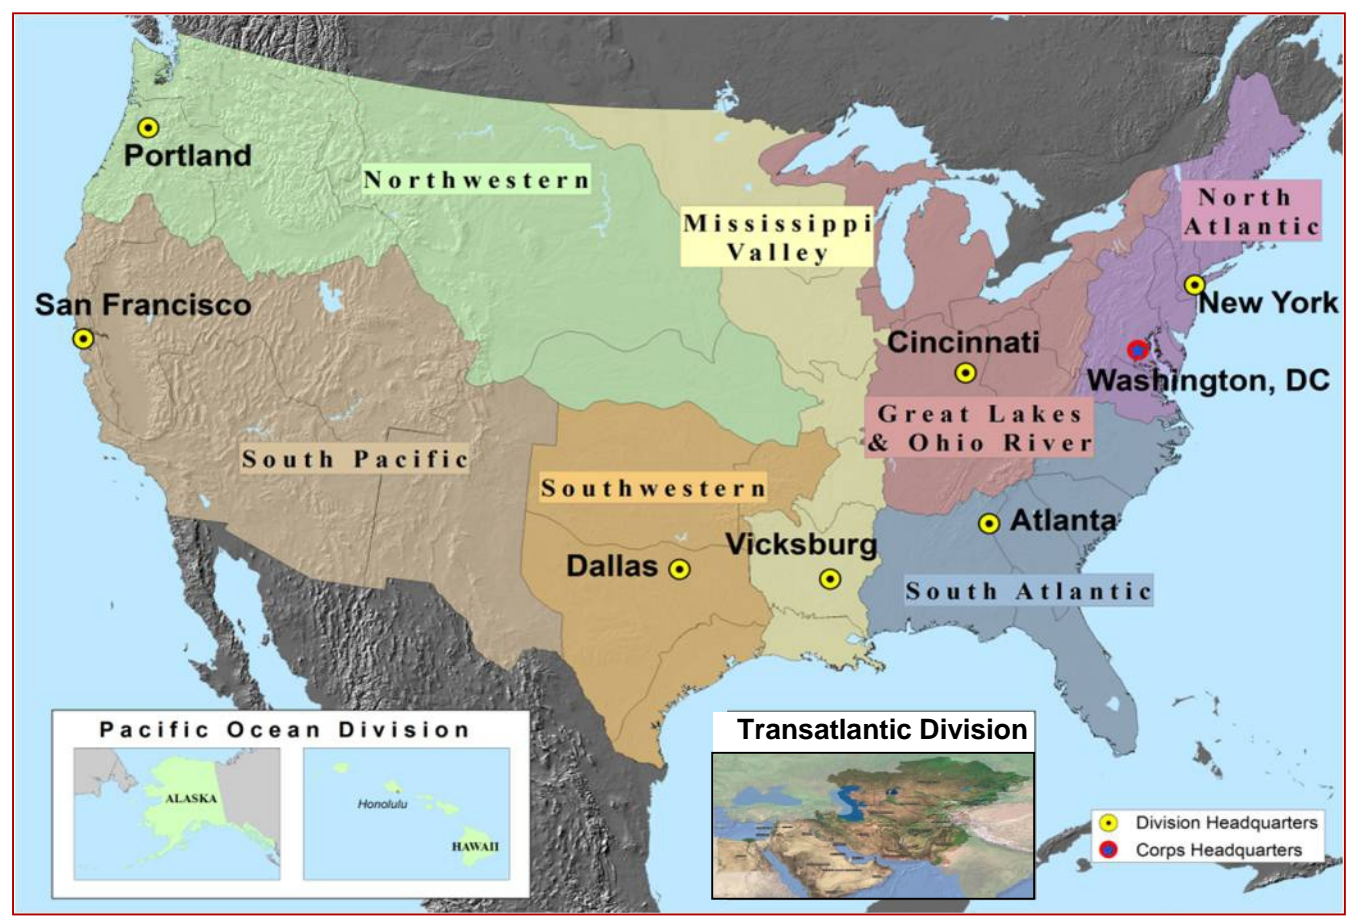 Portland
Northwestern
North
Atlantic
Mississippi
Valley
San Francisco
New York
Cincinnati
Washington, DC
Great Lakes
& Ohio River
South Pacific
Southwestern
Atlanta
Vicksburg
Dallas
South Atlantic
Pacific Ocean Division
ALASKA
Honolulu
HAWAII
Transatlantic Division
Division Headquarters
Corps Headquarters